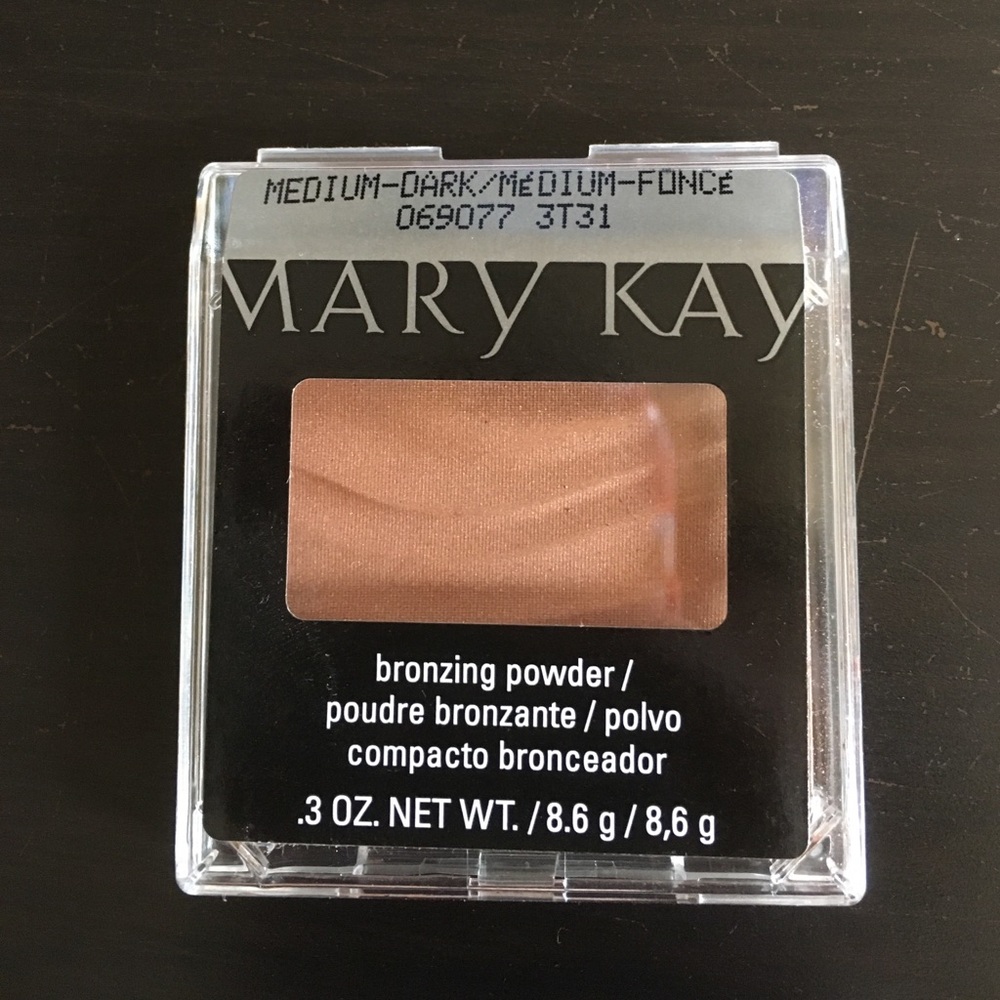 MEDIUM-DARK/MÉDIUM-FONCÉ
069077 3T31
MARY KAY
bronzing powder /
poudre bronzante / polvo
compacto bronceador
.3 OZ. NET WT. / 8.6 g / 8,6 g